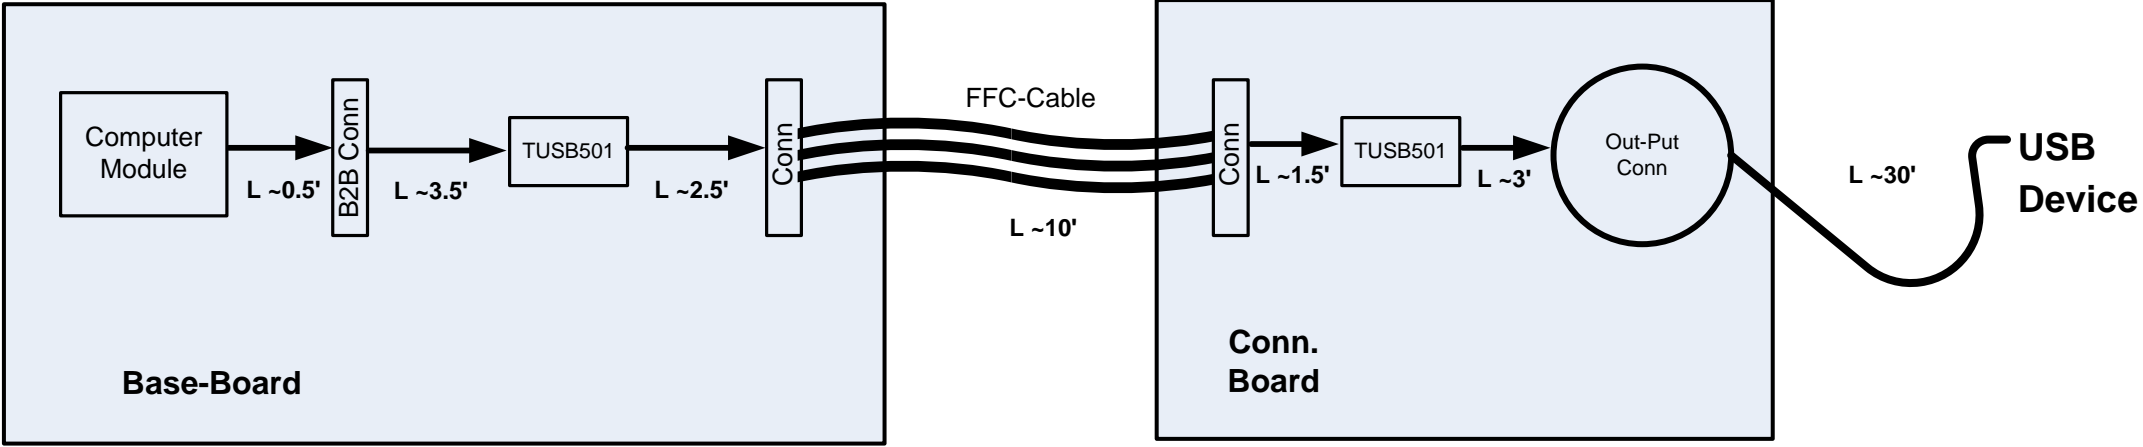 Computer
Module
L ~0.5'
B2B Conn
L ~3.5'
TUSB501
L ~2.5'
Conn
Base-Board
FFC-Cable
L ~10'
Conn
L ~1.5'
TUSB501
L ~3'
Out-Put
Conn
Conn.
Board
L ~30'
USB
Device